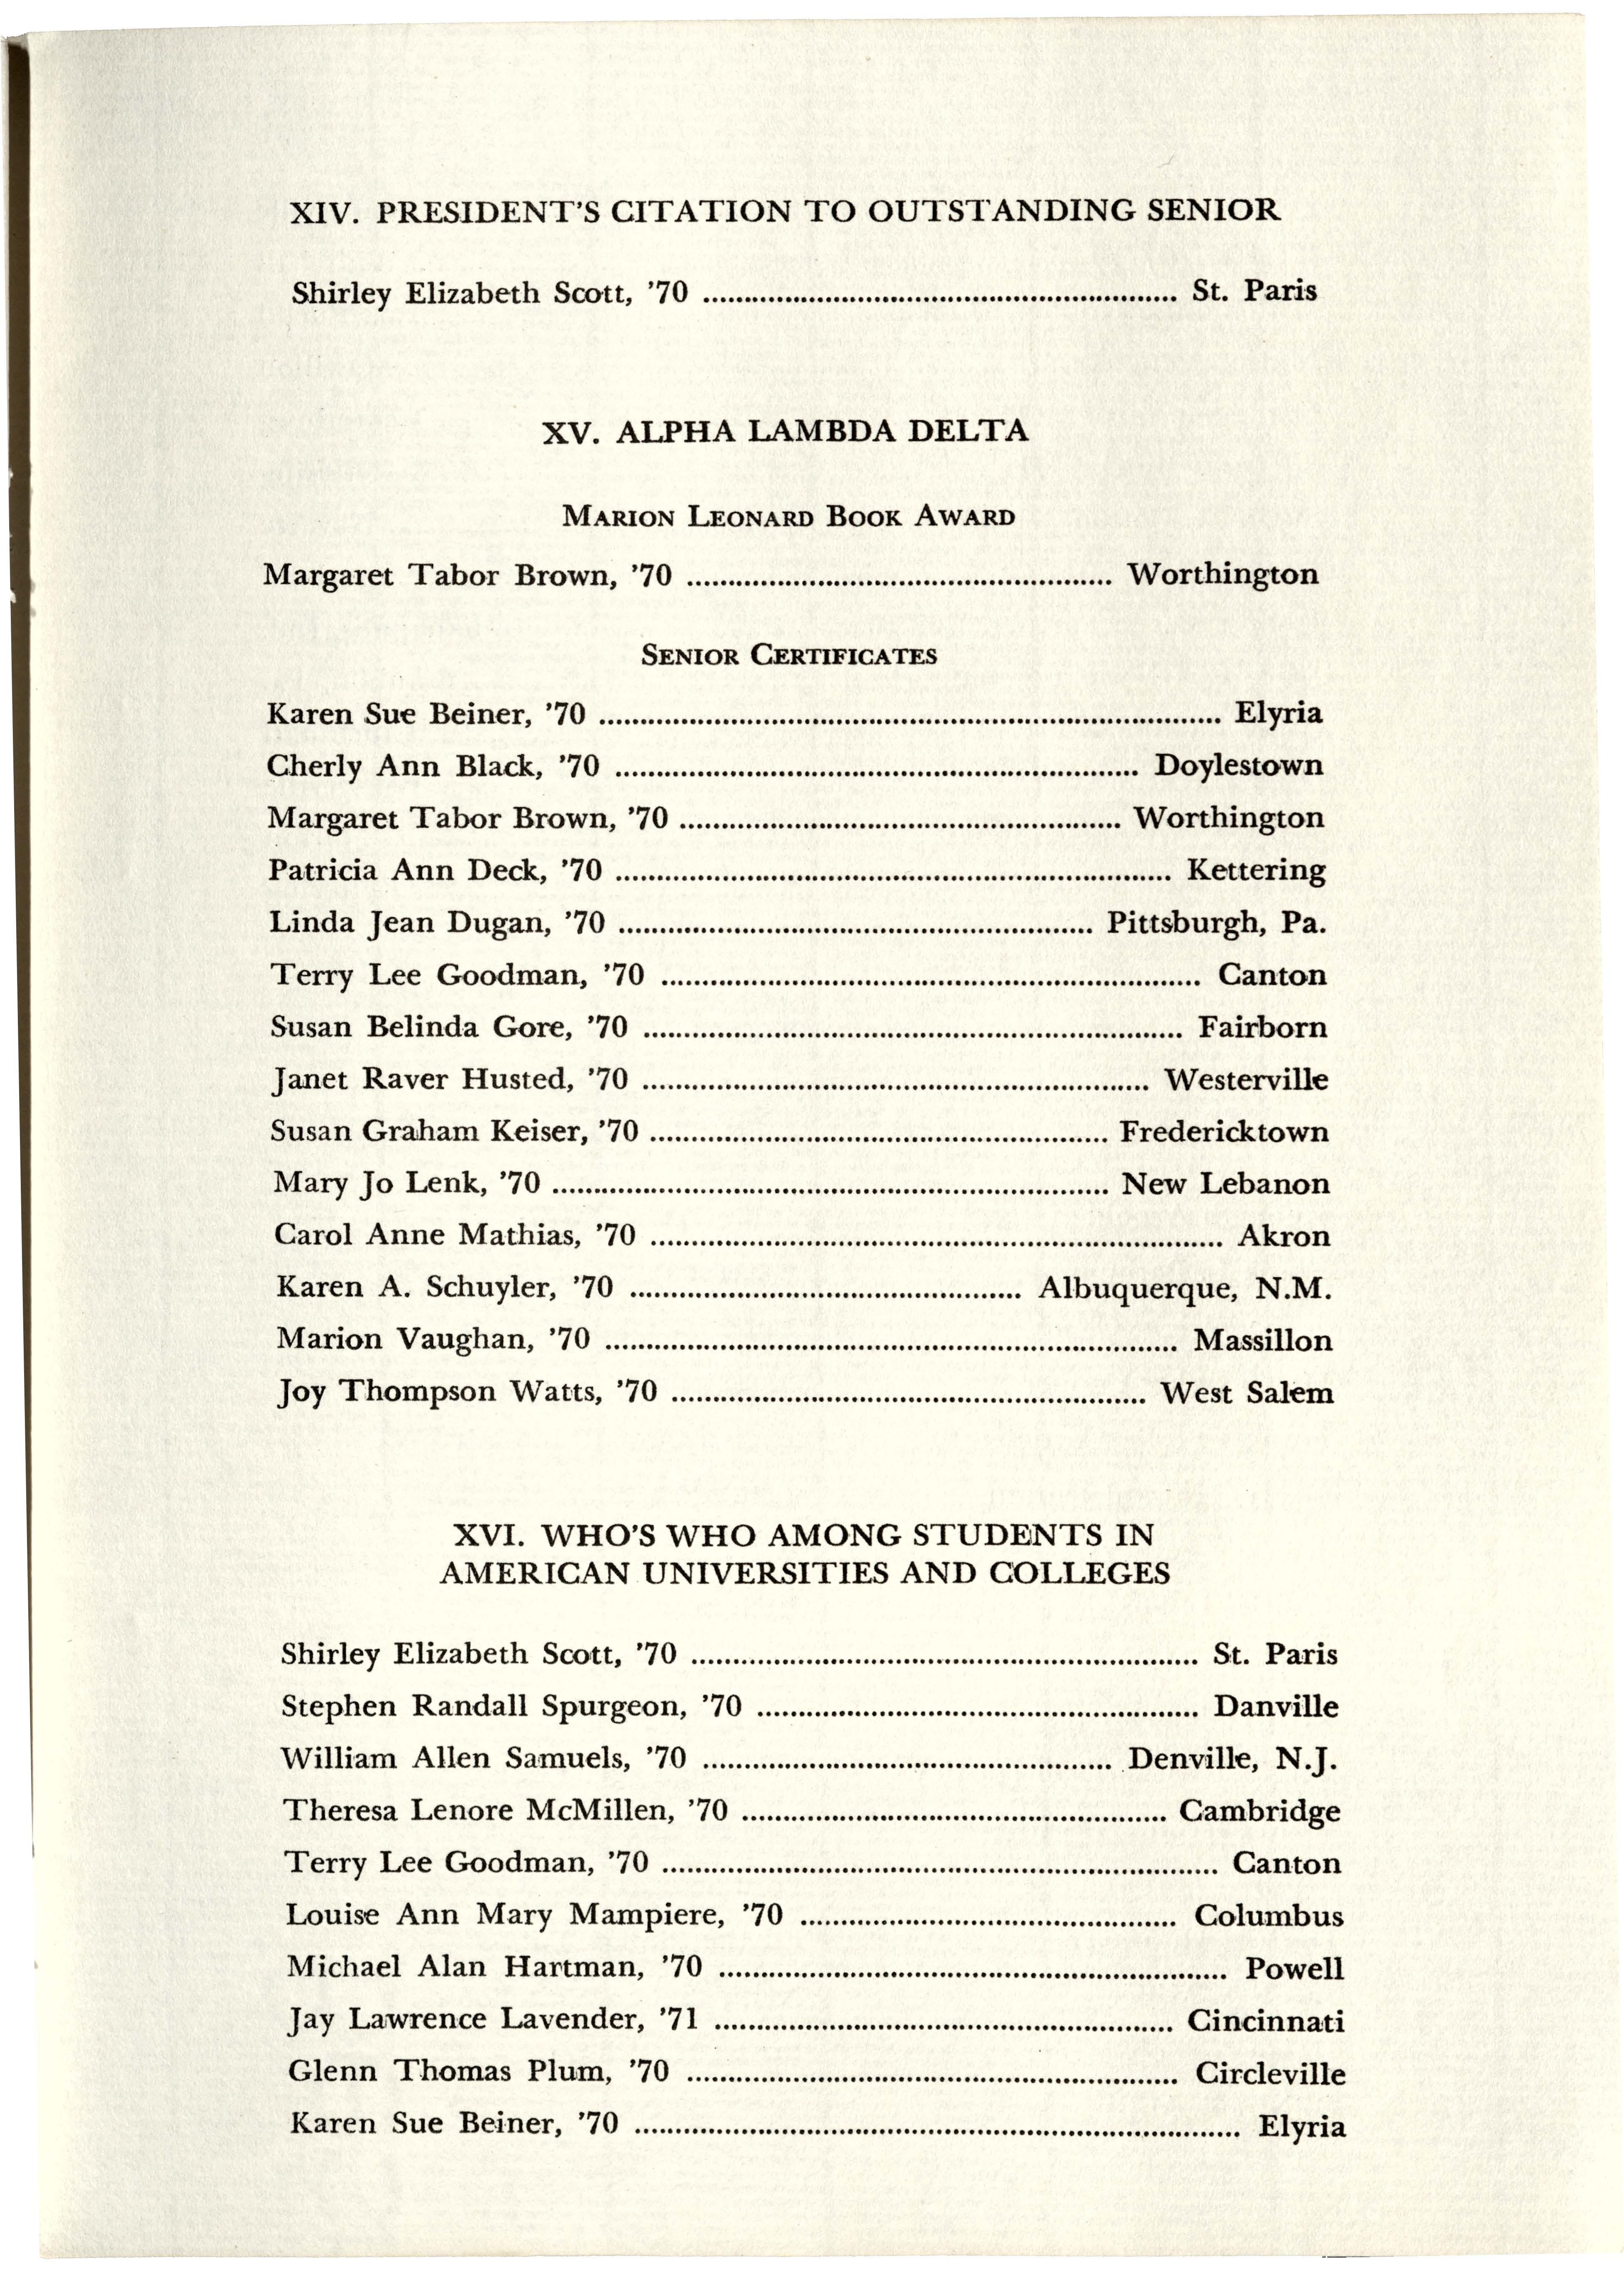 XIV. PRESIDENT'S CITATION TO OUTSTANDING SENIOR
Shirley Elizabeth Scott, '70 ........ St. Paris
XV. ALPHA LAMBDA DELTA
MARION LEONARD BOOK AWARD
Margaret Tabor Brown, '70 ........ Worthington
SENIOR CERTIFICATES
Karen Sue Beiner, '70 ........ Elyria
Cherly Ann Black, '70 ........ Doylestown
Margaret Tabor Brown, '70 ........ Worthington
Patricia Ann Deck, '70 ........ Kettering
Linda Jean Dugan, '70 ........ Pittsburgh, Pa.
Terry Lee Goodman, '70 ........ Canton
Susan Belinda Gore, '70 ........ Fairborn
Janet Raver Husted, '70 ........ Westerville
Susan Graham Keiser, '70 ........ Fredericktown
Mary Jo Lenk, '70 ........ New Lebanon
Carol Anne Mathias, '70 ........ Akron
Karen A. Schuyler, '70 ........ Albuquerque, N.M.
Marion Vaughan, '70 ........ Massillon
Joy Thompson Watts, '70 ........ West Salem
XVI. WHO'S WHO AMONG STUDENTS IN
AMERICAN UNIVERSITIES AND COLLEGES
Shirley Elizabeth Scott, '70 ........ St. Paris
Stephen Randall Spurgeon, '70 ........ Danville
William Allen Samuels, '70 ........ Denville, N.J.
Theresa Lenore McMillen, '70 ........ Cambridge
Terry Lee Goodman, '70 ........ Canton
Louise Ann Mary Mampiere, '70 ........ Columbus
Michael Alan Hartman, '70 ........ Powell
Jay Lawrence Lavender, '71 ........ Cincinnati
Glenn Thomas Plum, '70 ........ Circleville
Karen Sue Beiner, '70 ........ Elyria